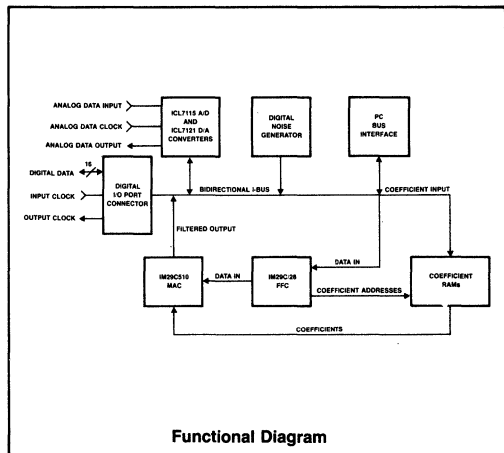 ANALOG DATA INPUT
ANALOG DATA CLOCK
ANALOG DATA OUTPUT
ICL7115 A/D
AND
ICL7121 D/A
CONVERTERS
DIGITAL
NOISE
GENERATOR
PC
BUS
INTERFACE
DIGITAL DATA
16
INPUT CLOCK
OUTPUT CLOCK
DIGITAL
I/O PORT
CONNECTOR
BIDIRECTIONAL I-BUS
COEFFICIENT INPUT
FILTERED OUTPUT
DATA IN
IM29C510
MAC
DATA IN
IM29C/28
FFC
COEFFICIENT ADDRESSES
COEFFICIENT
RAMs
COEFFICIENTS
Functional Diagram